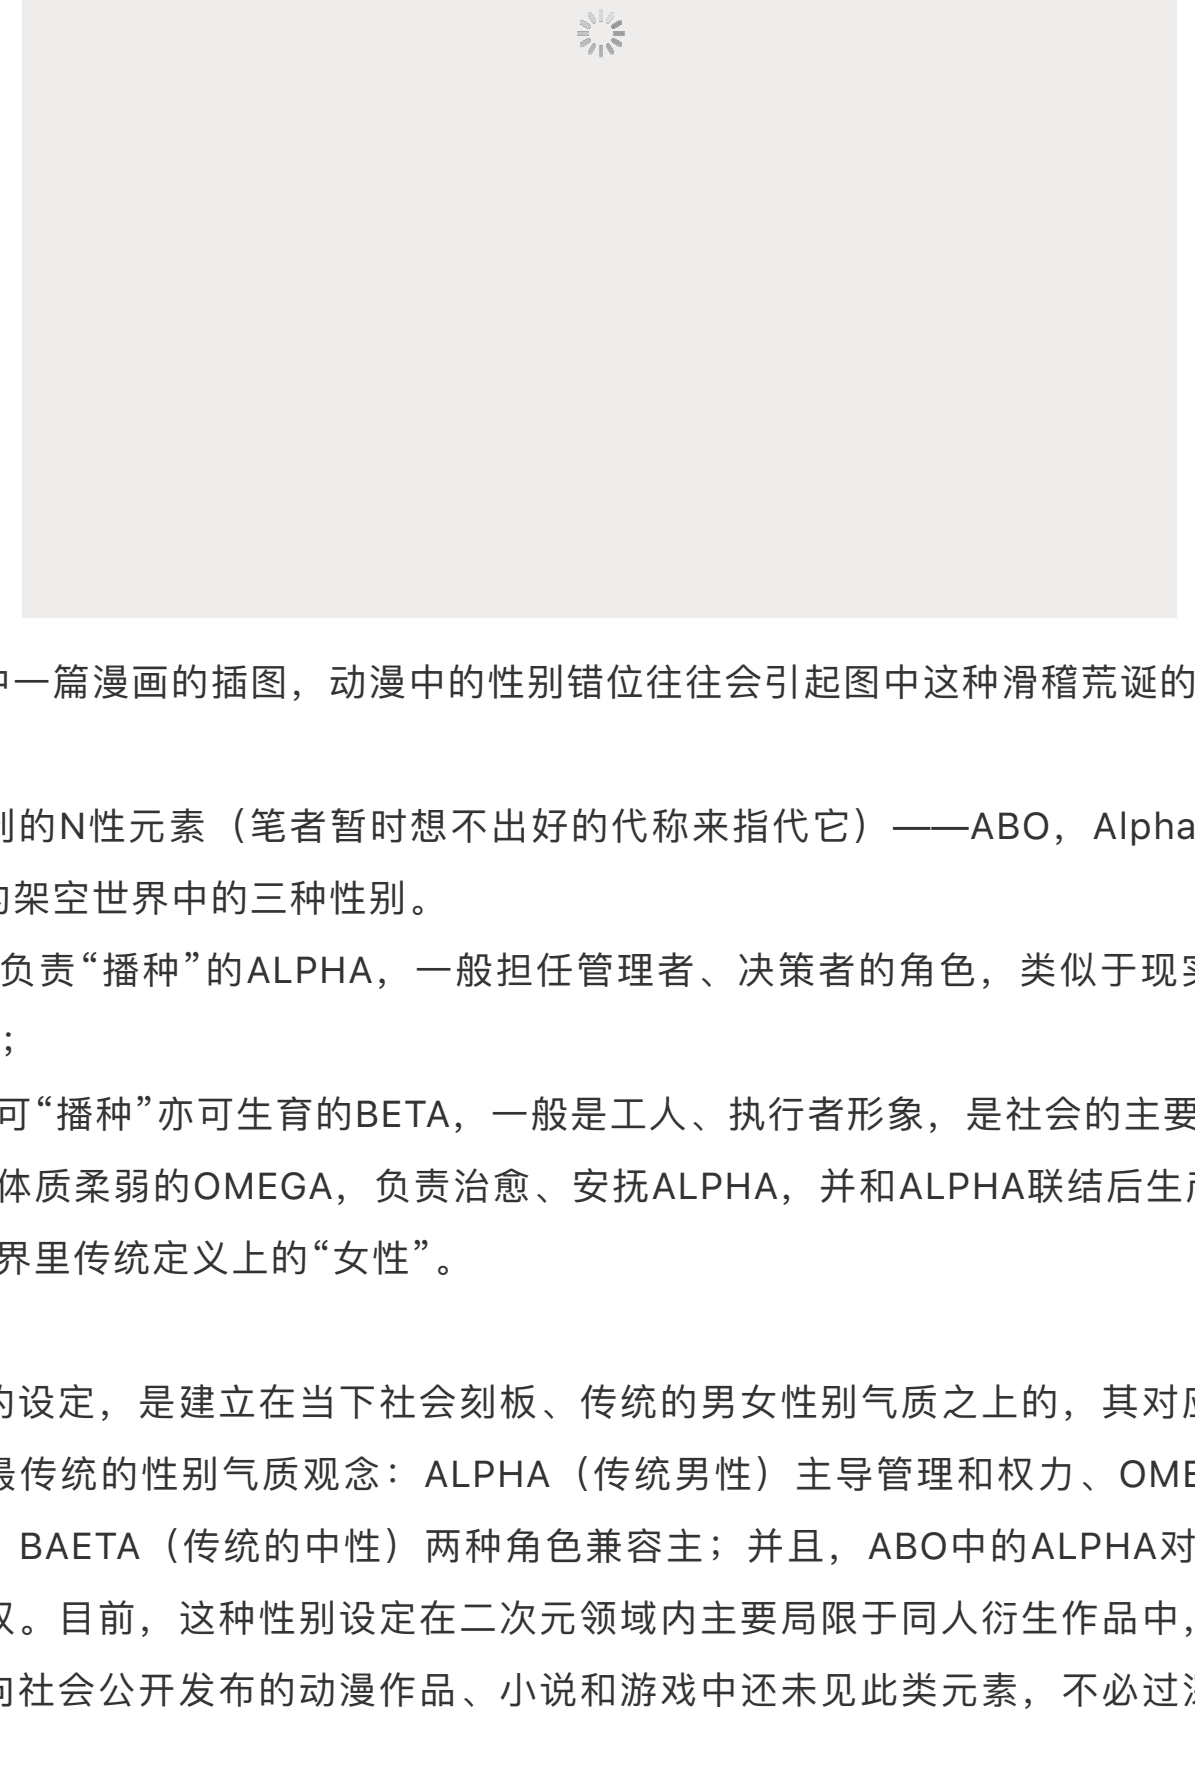 一篇漫画的插图，动漫中的性别错位往往会引起图中这种滑稽荒诞的
的N性元素（笔者暂时想不出好的代称来指代它）——ABO，Alpha
架空世界中的三种性别。
负责“播种”的ALPHA，一般担任管理者、决策者的角色，类似于现
；
可“播种”亦可生育的BETA，一般是工人、执行者形象，是社会的主要
体质柔弱的OMEGA，负责治愈、安抚ALPHA，并和ALPHA联结后生
界里传统定义上的“女性”。
的设定，是建立在当下社会刻板、传统的男女性别气质之上的，其对
最传统的性别气质观念：ALPHA（传统男性）主导管理和权力、OME
BAETA（传统的中性）两种角色兼容主；并且，ABO中的ALPHA对
。目前，这种性别设定在二次元领域内主要局限于同人衍生作品中，
向社会公开发布的动漫作品、小说和游戏中还未见此类元素，不必过